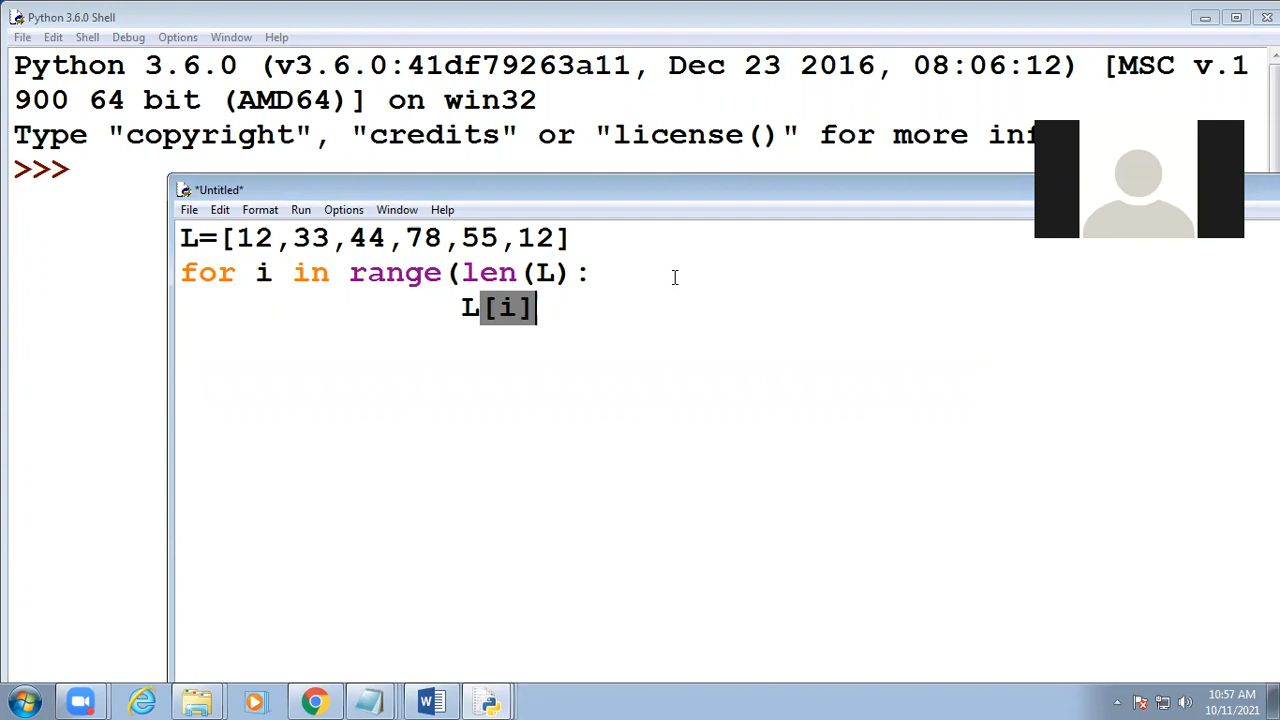 Python 3.6.0 Shell
File Edit Shell Debug Options Window Help
Python 3.6.0 (v3.6.0:41df79263a11, Dec 23 2016, 08:06:12) [MSC v.1
900 64 bit (AMD64)] on win32
Type "copyright", "credits" or "license()" for more inf
>>>
*Untitled*
File Edit Format Run Options Window Help
L=[12,33,44,78,55,12]
for i in range(len(L):
L[i]
10:57 AM
10/11/2021